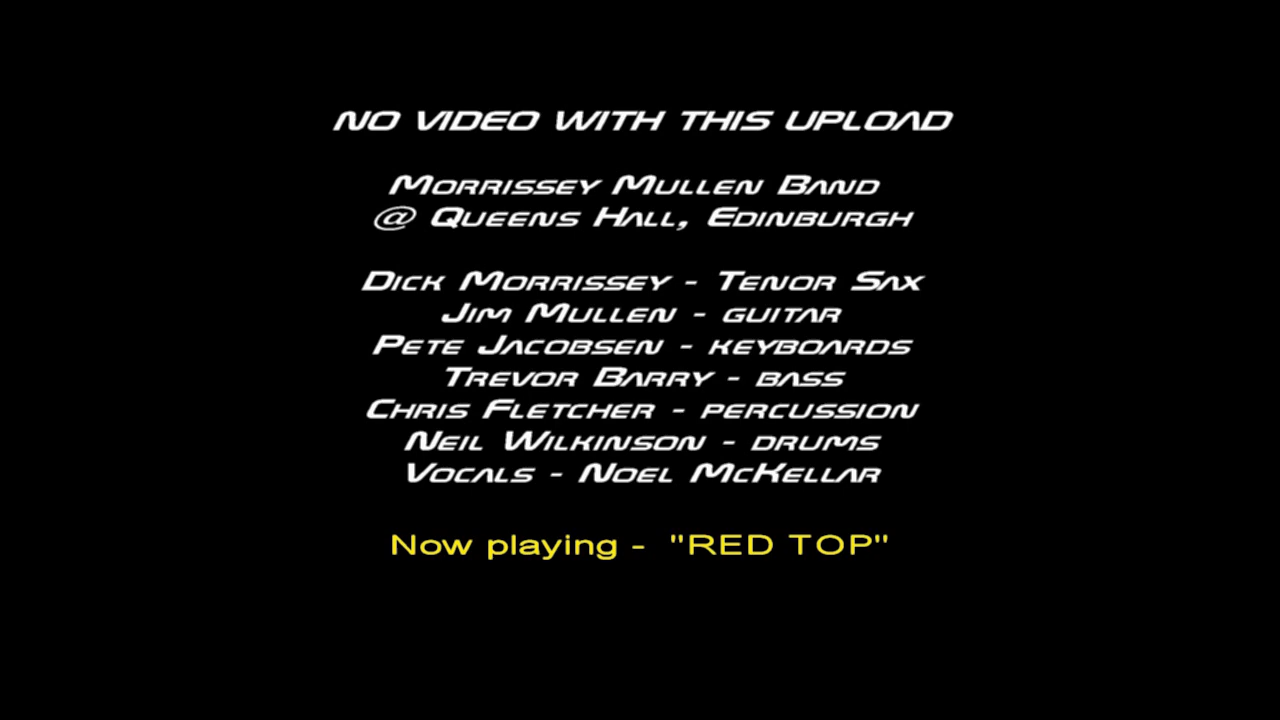 NO VIDEO WITH THIS UPLOAD
Morrissey Mullen Band
@ Queens Hall, Edinburgh
Dick Morrissey - Tenor Sax
Jim Mullen - guitar
Pete Jacobsen - keyboards
Trevor Barry - bass
Chris Fletcher - percussion
Neil Wilkinson - drums
Vocals - Noel McKellar
Now playing - "RED TOP"